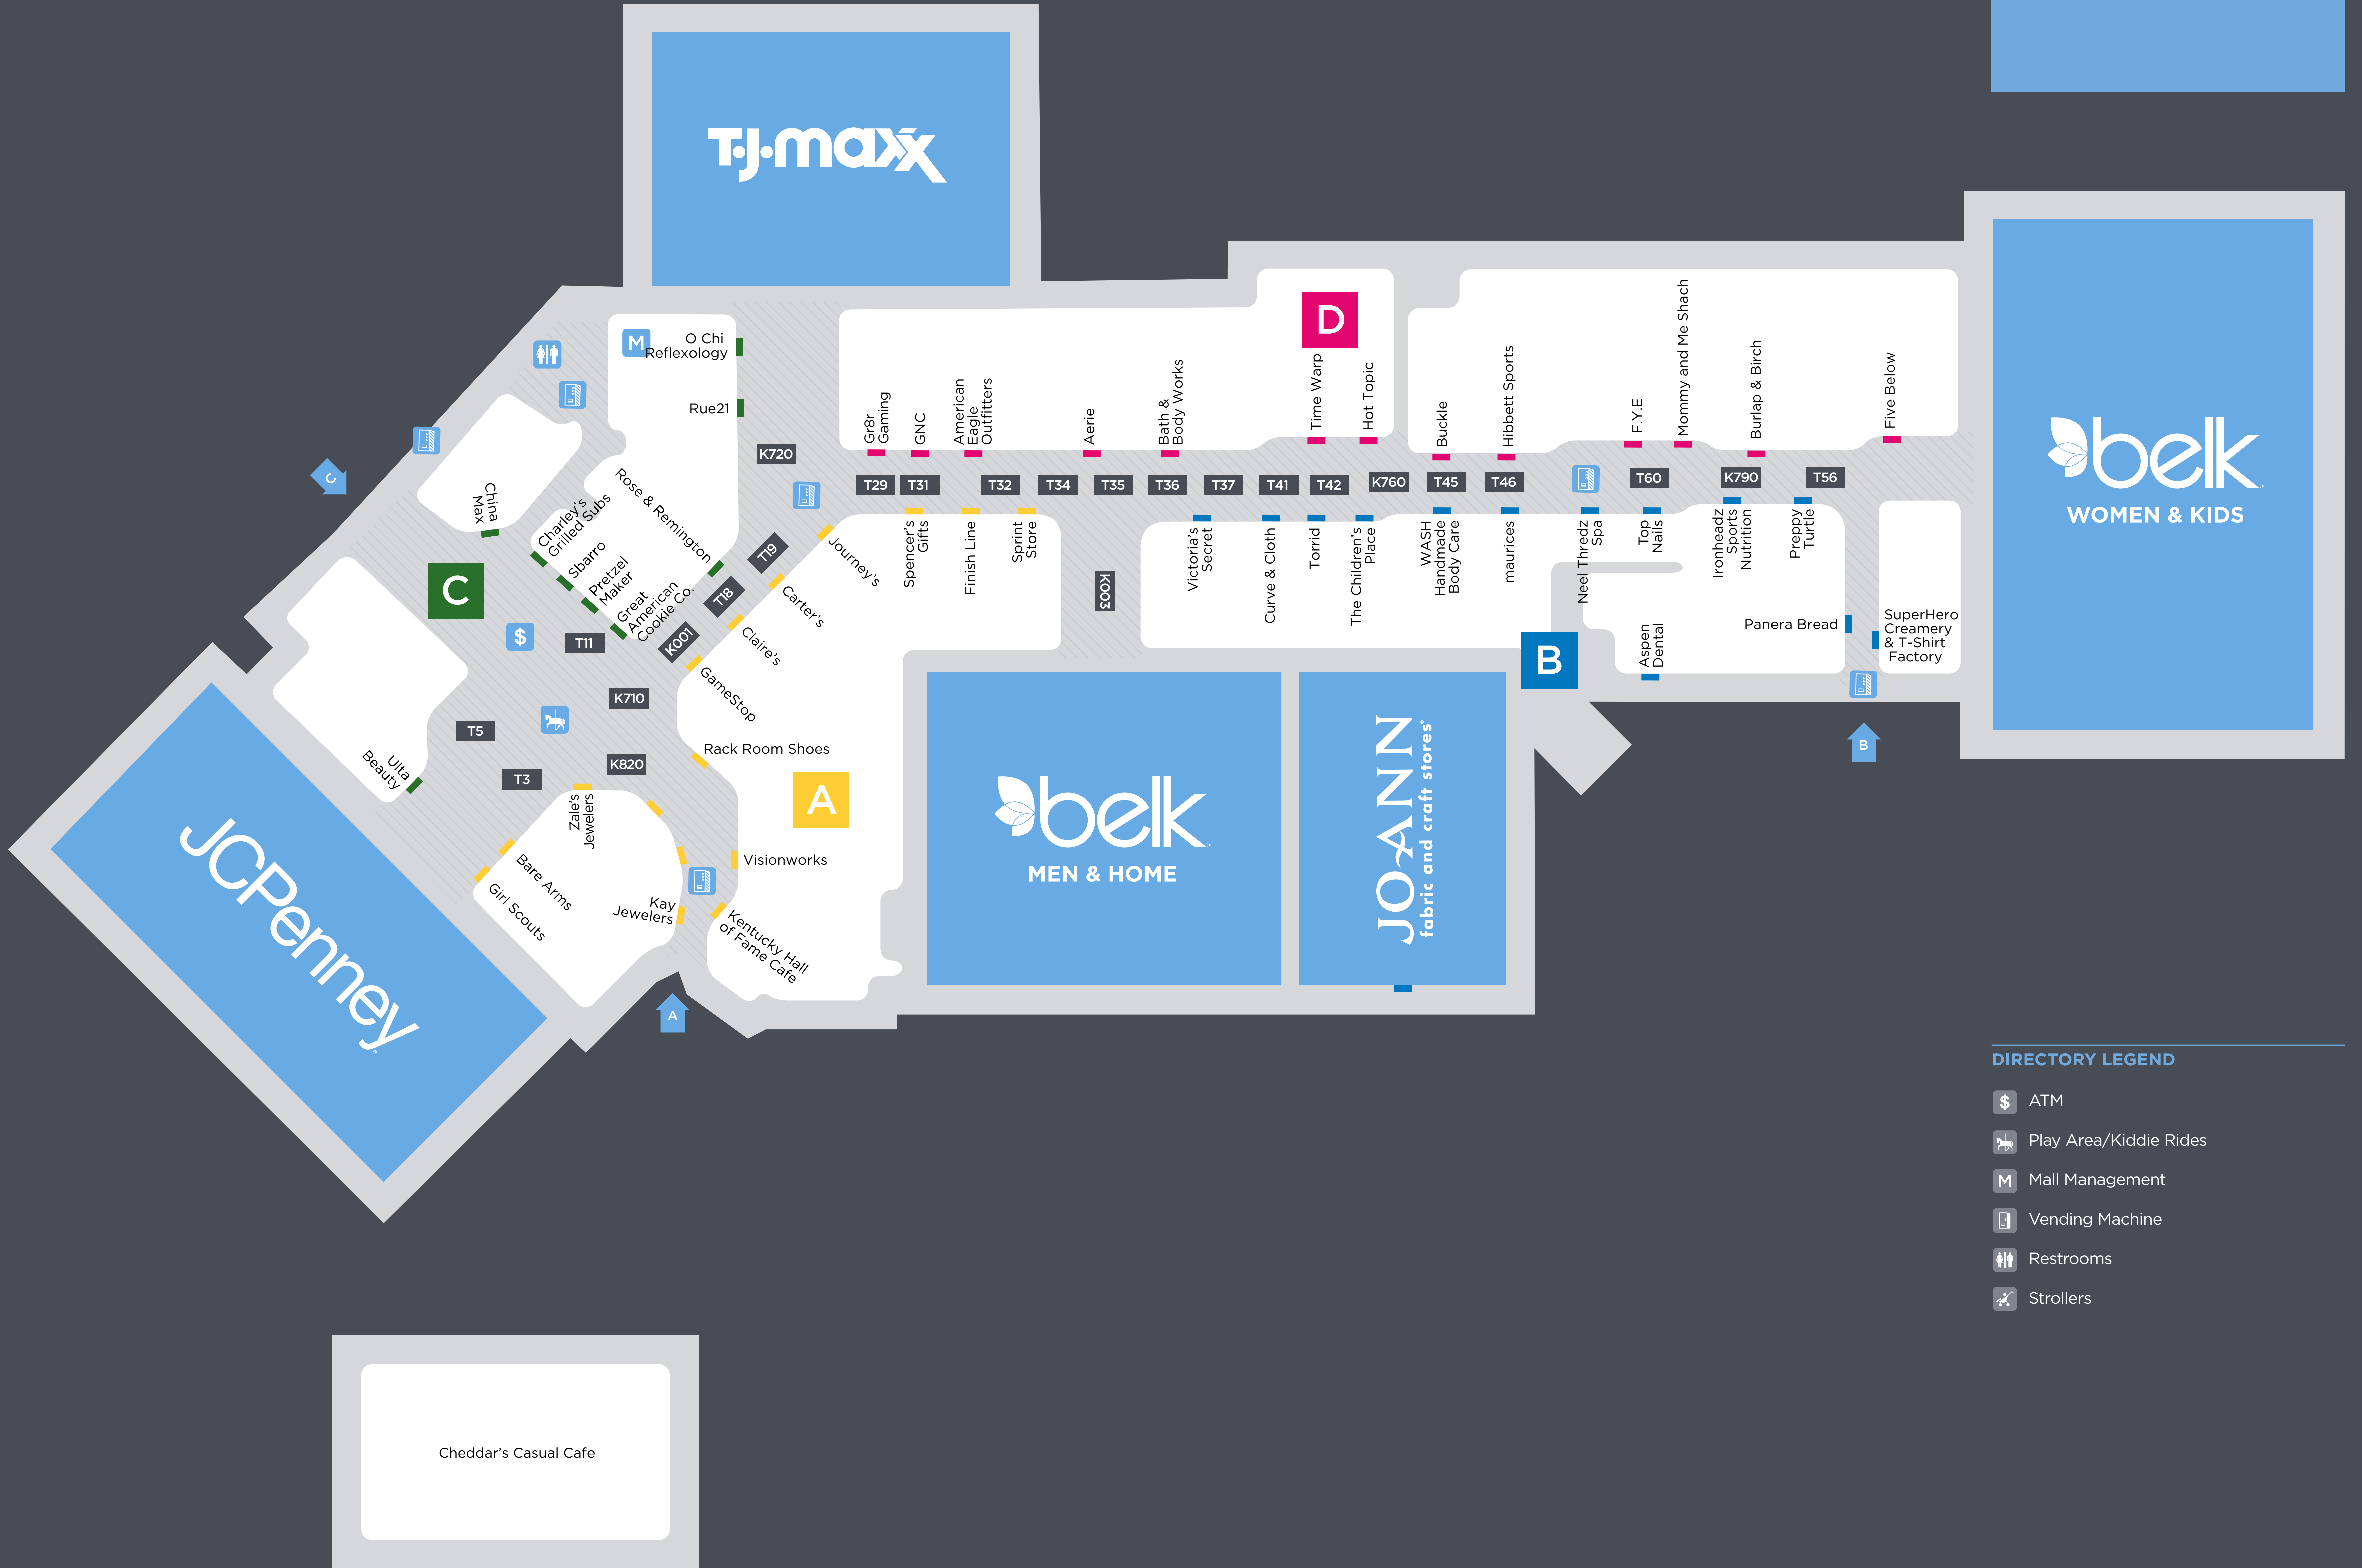 T.J.maxx
belk
WOMEN & KIDS
M
O Chi
Reflexology
Rue21
D
Gr8r
Gaming
GNC
American
Eagle
Outfitters
Aerie
Bath &
Body Works
Time Warp
Hot Topic
Buckle
Hibbett Sports
F.Y.E
Mommy and Me Shach
Burlap & Birch
Five Below
C
K720
T29
T31
T32
T34
T35
T36
T37
T41
T42
K760
T45
T46
T60
K790
T56
China
Max
Charley's
Grilled Subs
Sbarro
Pretzel
Maker
Great
American
Cookie Co.
Rose & Remington
T19
T18
K001
Journey's
Carter's
Claire's
GameStop
Spencer's
Gifts
Finish Line
Sprint
Store
K003
Victoria's
Secret
Curve & Cloth
Torrid
The Children's
Place
WASH
Handmade
Body Care
maurices
Neel Thredz
Spa
Top
Nails
Ironheadz
Sports
Nutrition
Preppy
Turtle
Panera Bread
SuperHero
Creamery
& T-Shirt
Factory
Aspen
Dental
B
B
C
$
T11
K710
T5
T3
K820
Ulta
Beauty
Rack Room Shoes
A
Zale's
Jewelers
Bare Arms
Girl Scouts
Kay
Jewelers
Visionworks
Kentucky Hall
of Fame Cafe
A
belk
MEN & HOME
JO-ANN
fabric and craft stores®
JCPenney®
Cheddar's Casual Cafe
DIRECTORY LEGEND
$ ATM
Play Area/Kiddie Rides
M Mall Management
Vending Machine
Restrooms
Strollers